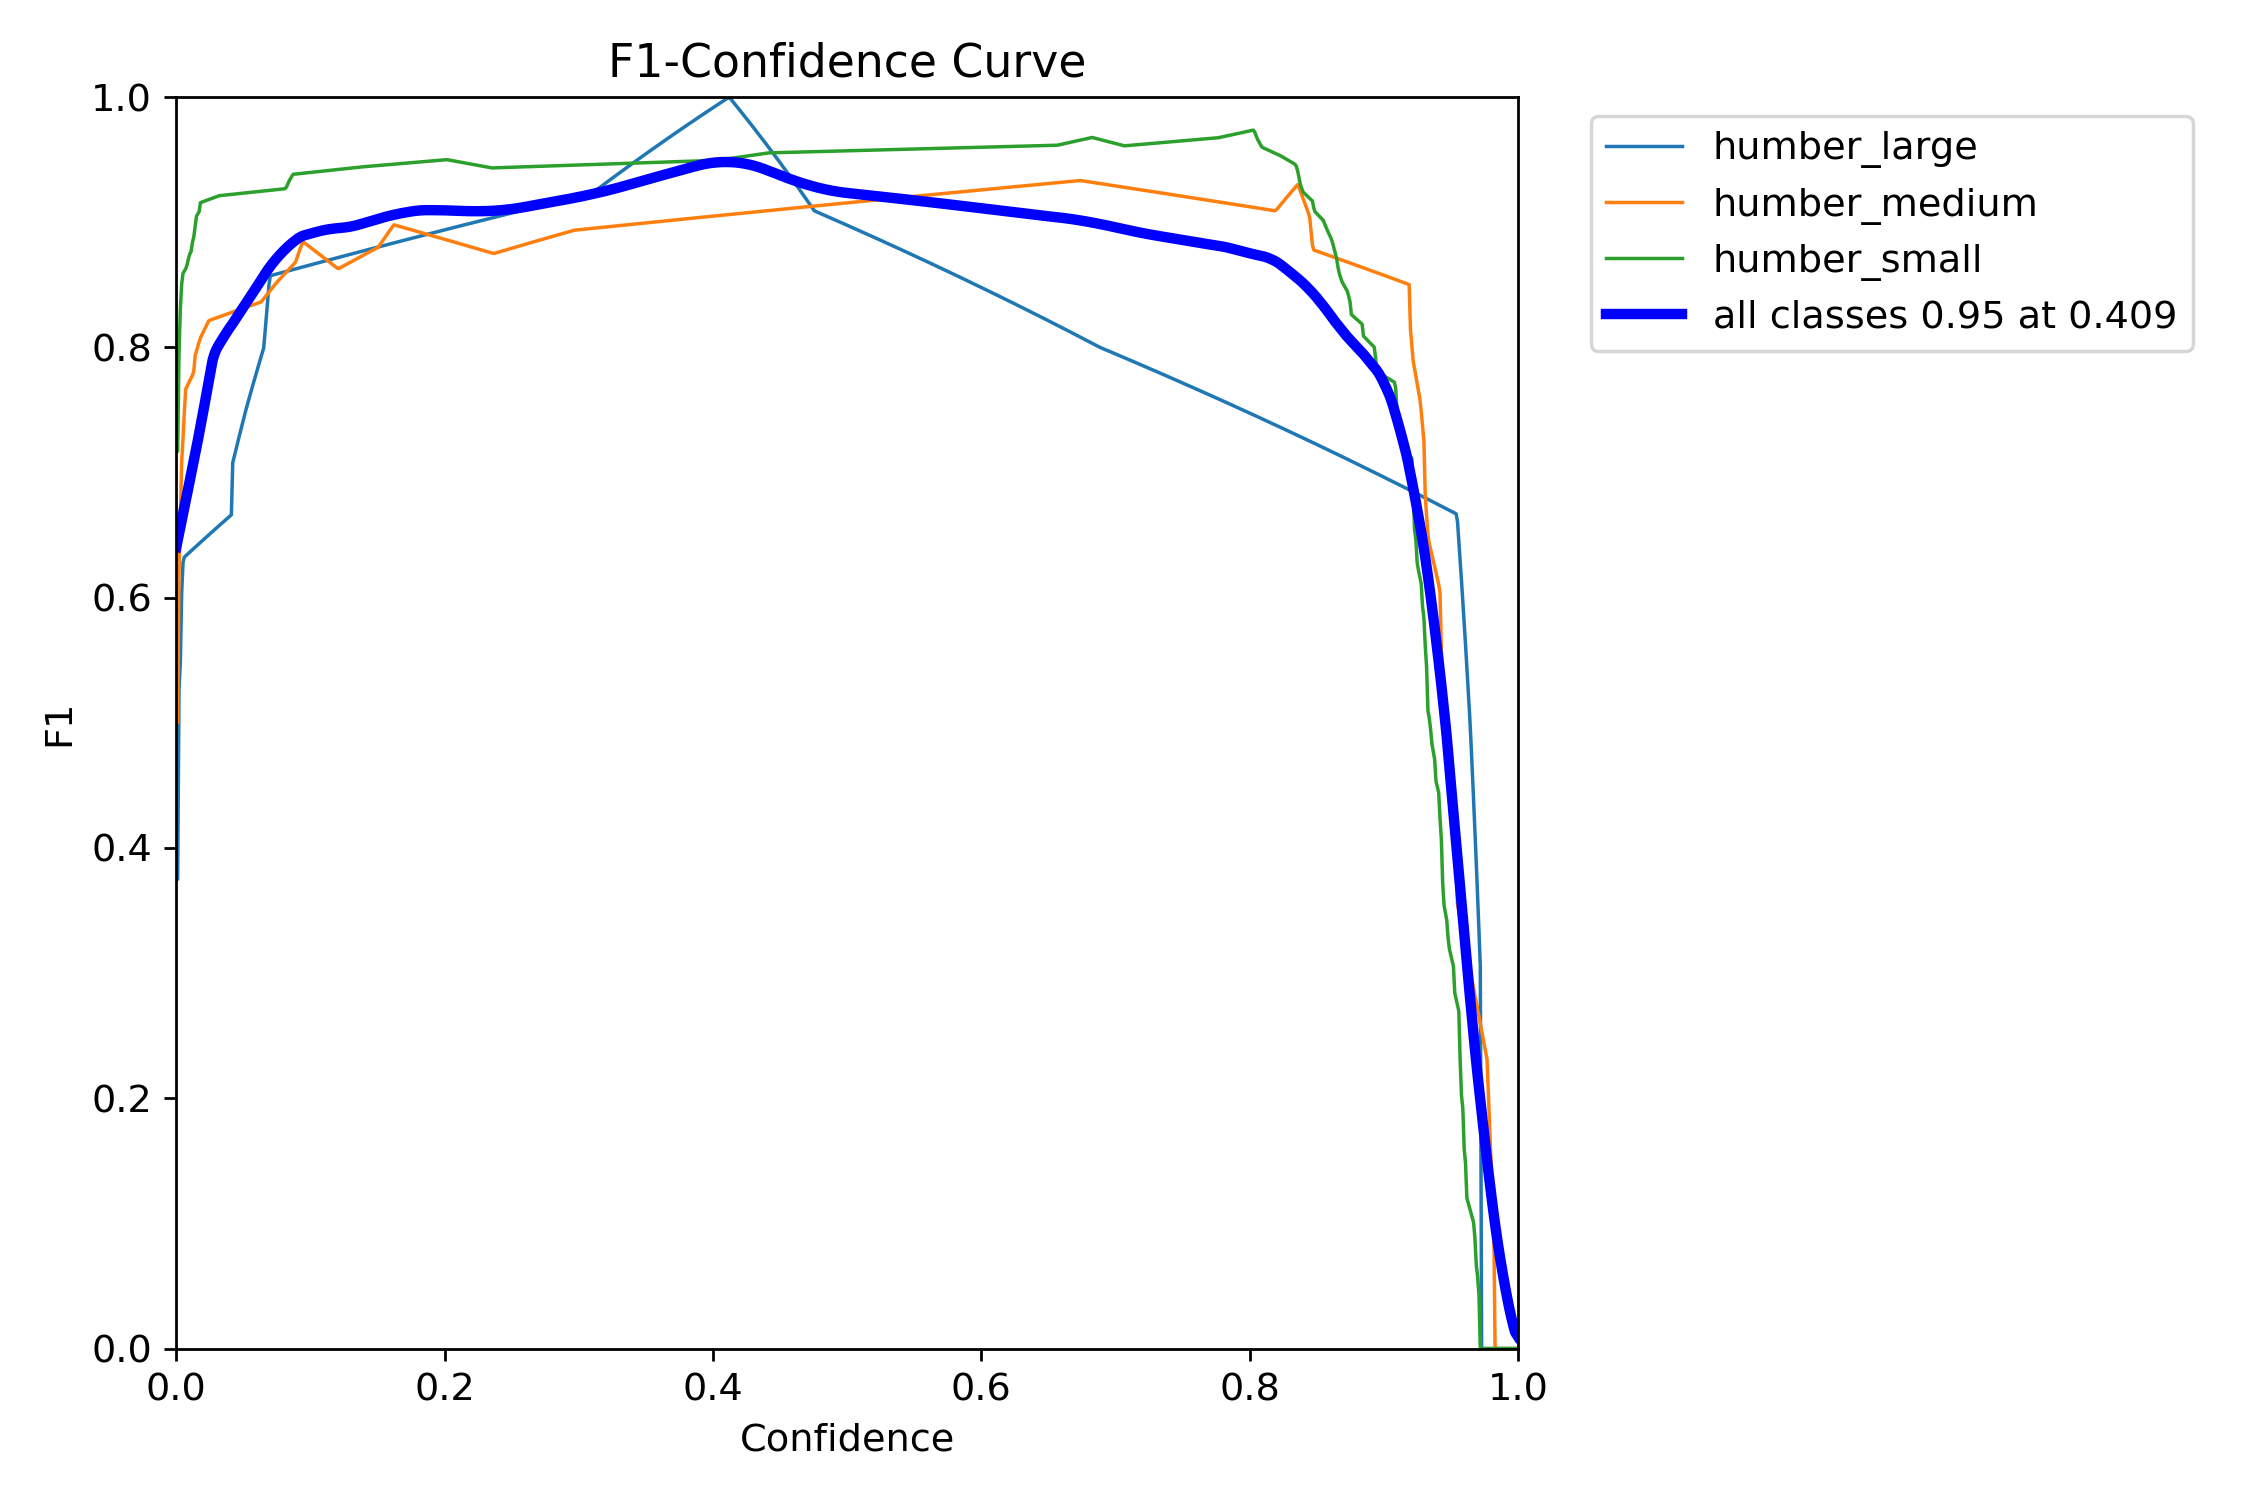 F1-Confidence Curve
1.0
0.8
0.6
0.4
0.2
0.0
F1
0.0 0.2 0.4 0.6 0.8 1.0
Confidence
humber_large
humber_medium
humber_small
all classes 0.95 at 0.409